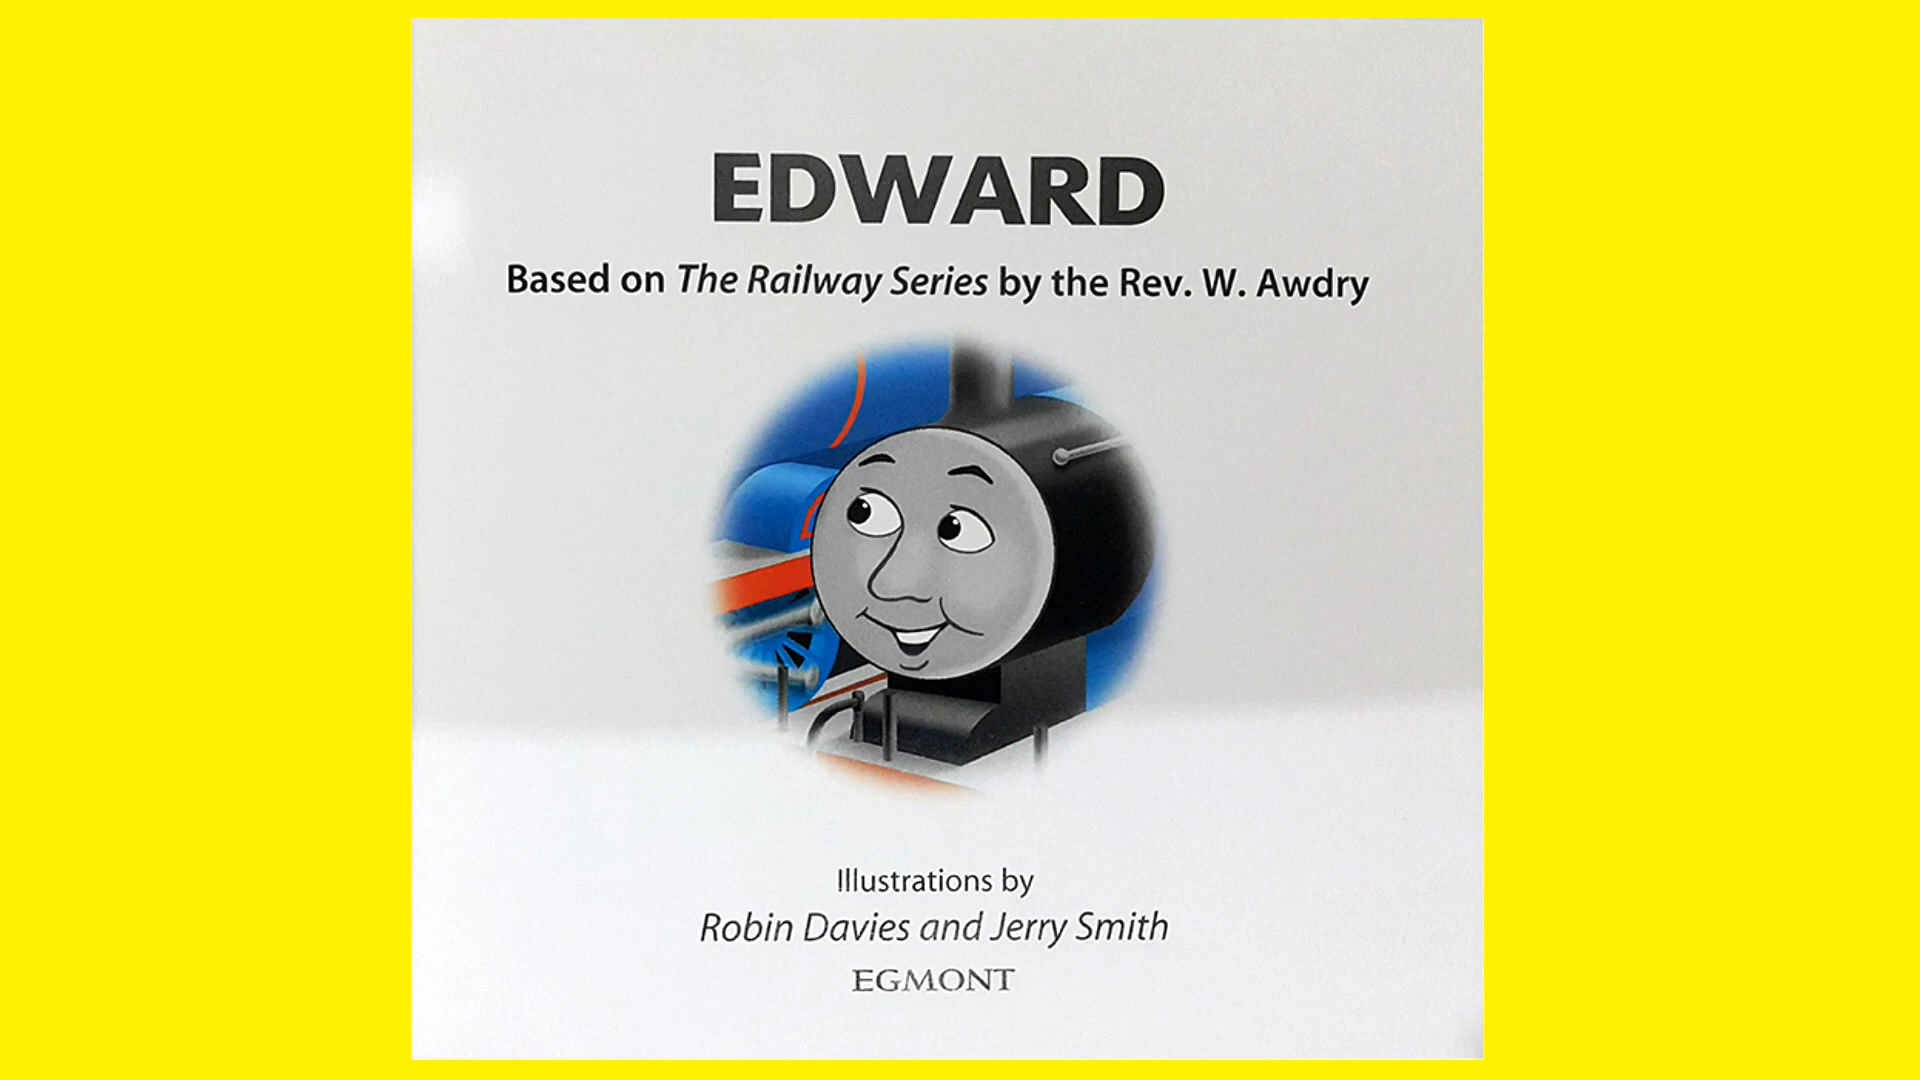 EDWARD
Based on The Railway Series by the Rev. W. Awdry
Illustrations by
Robin Davies and Jerry Smith
EGMONT